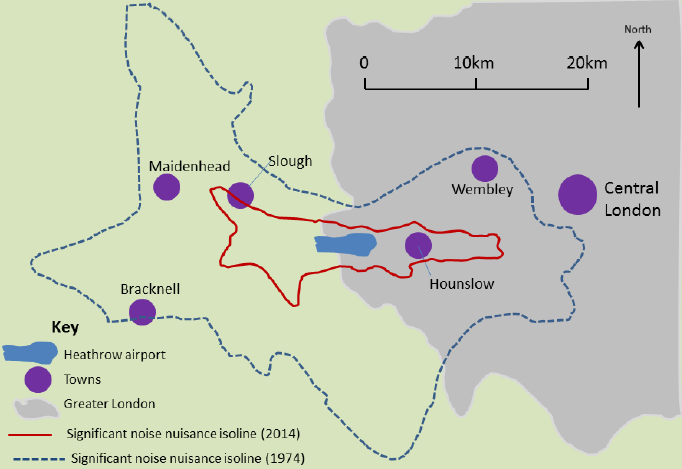 North
0 10km 20km
Maidenhead
Slough
Wembley
Central
London
Hounslow
Bracknell
Key
Heathrow airport
Towns
Greater London
Significant noise nuisance isoline (2014)
Significant noise nuisance isoline (1974)